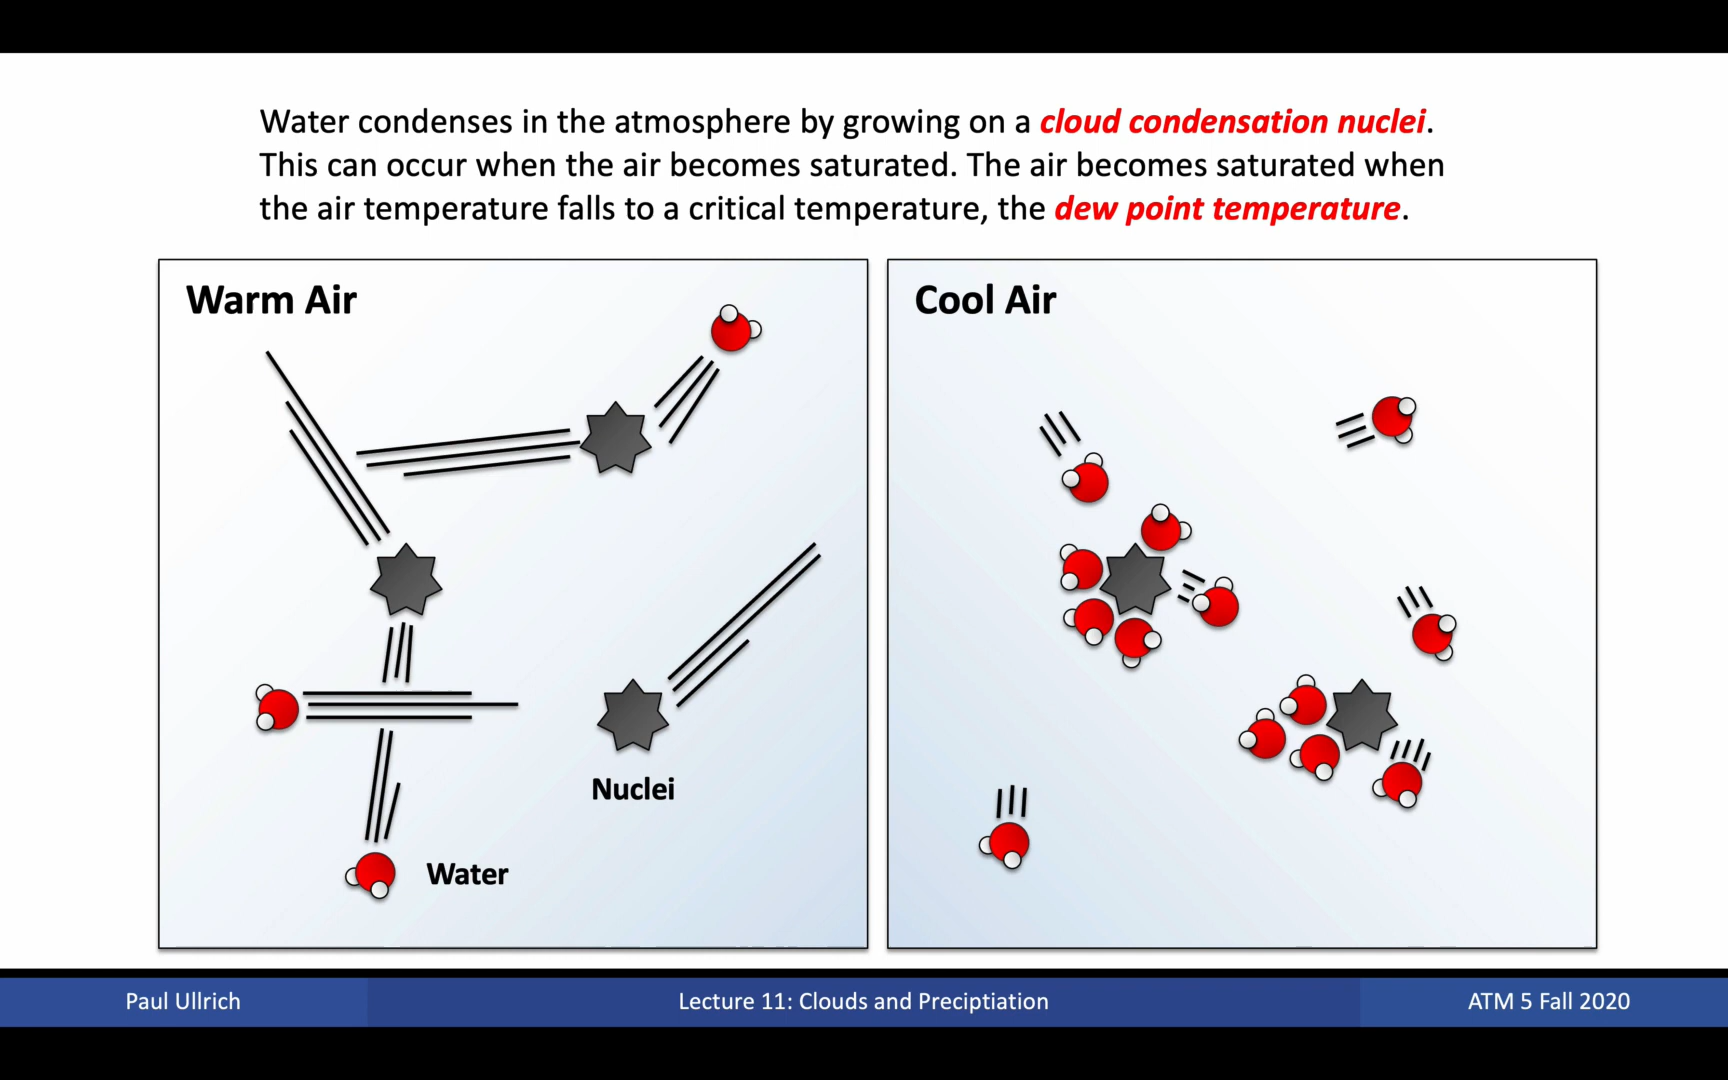 Water condenses in the atmosphere by growing on a cloud condensation nuclei.
This can occur when the air becomes saturated. The air becomes saturated when
the air temperature falls to a critical temperature, the dew point temperature.
Warm Air
Nuclei
Water
Cool Air
Paul Ullrich
Lecture 11: Clouds and Preciptiation
ATM 5 Fall 2020